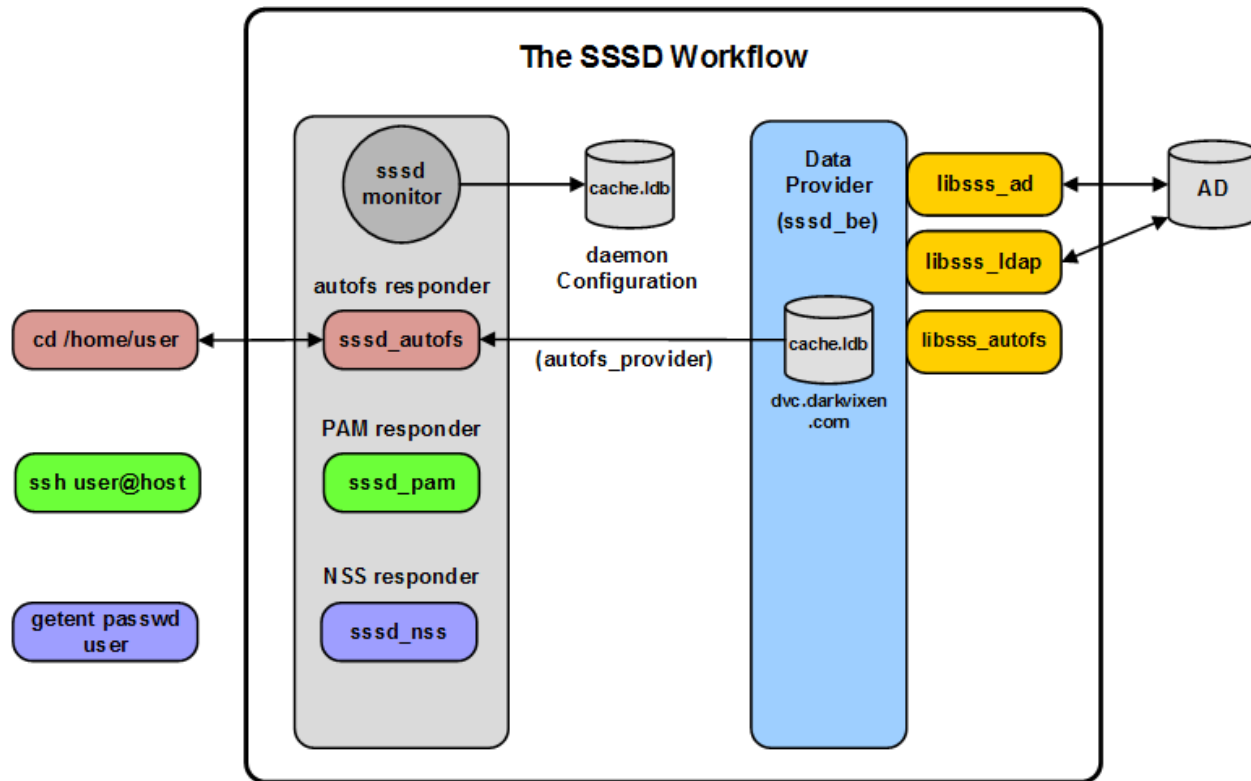 The SSSD Workflow
sssd
monitor
cache.ldb
daemon
Configuration
Data
Provider
(sssd_be)
libsss_ad
AD
libsss_ldap
autofs responder
cd /home/user
sssd_autofs
(autofs_provider)
cache.ldb
libsss_autofs
dvc.darkvixen
.com
PAM responder
ssh user@host
sssd_pam
NSS responder
getent passwd
user
sssd_nss